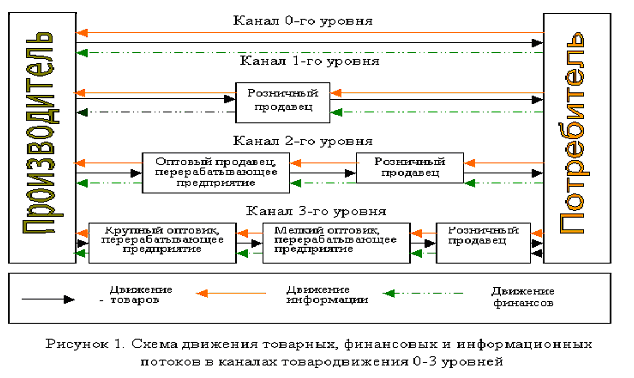 Канал 0-го уровня
Производитель
Потребитель
Канал 1-го уровня
Розничный
продавец
Канал 2-го уровня
Оптовый продавец,
перерабатывающее
предприятие
Розничный
продавец
Канал 3-го уровня
Крупный оптовик,
перерабатывающее
предприятие
Мелкий оптовик,
перерабатывающее
предприятие
Розничный
продавец
Движение
- товаров
Движение
информации
Движение
финансов
Рисунок 1. Схема движения товарных, финансовых и информационных
потоков в каналах товародвижения 0-3 уровней